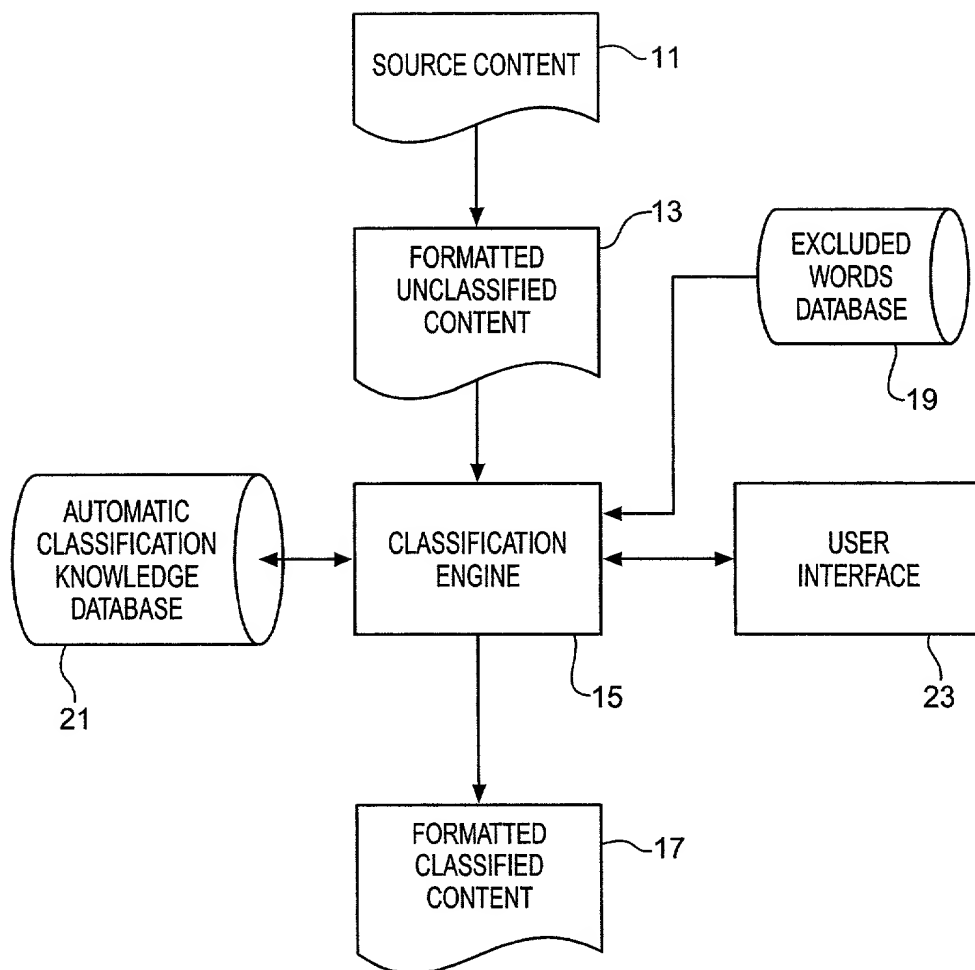 SOURCE CONTENT
11
FORMATTED
UNCLASSIFIED
CONTENT
13
EXCLUDED
WORDS
DATABASE
19
AUTOMATIC
CLASSIFICATION
KNOWLEDGE
DATABASE
21
CLASSIFICATION
ENGINE
15
USER
INTERFACE
23
FORMATTED
CLASSIFIED
CONTENT
17